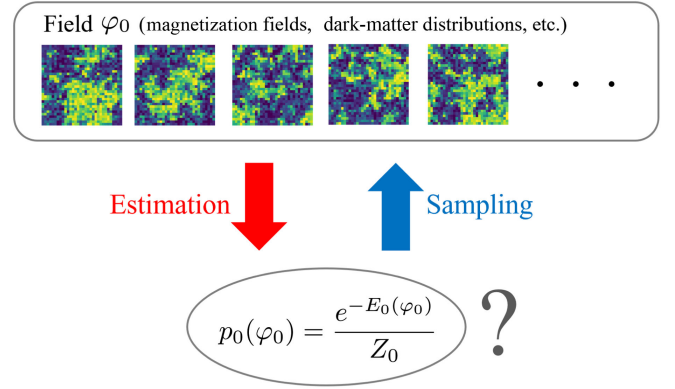 Field φ₀ (magnetization fields, dark-matter distributions, etc.)
. . .
Estimation
Sampling
p₀(φ₀) = e^{-E₀(φ₀)} / Z₀
?